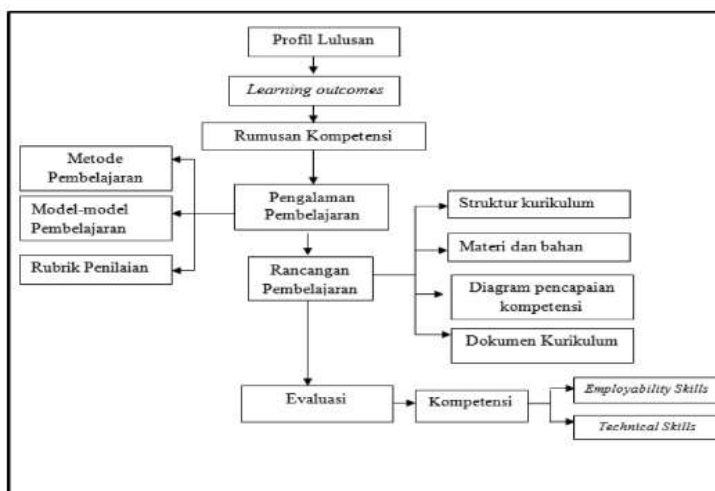 Profil Lulusan
Learning outcomes
Rumusan Kompetensi
Metode
Pembelajaran
Model-model
Pembelajaran
Rubrik Penilaian
Pengalaman
Pembelajaran
Rancangan
Pembelajaran
Struktur kurikulum
Materi dan bahan
Diagram pencapaian
kompetensi
Dokumen Kurikulum
Evaluasi
Kompetensi
Employability Skills
Technical Skills